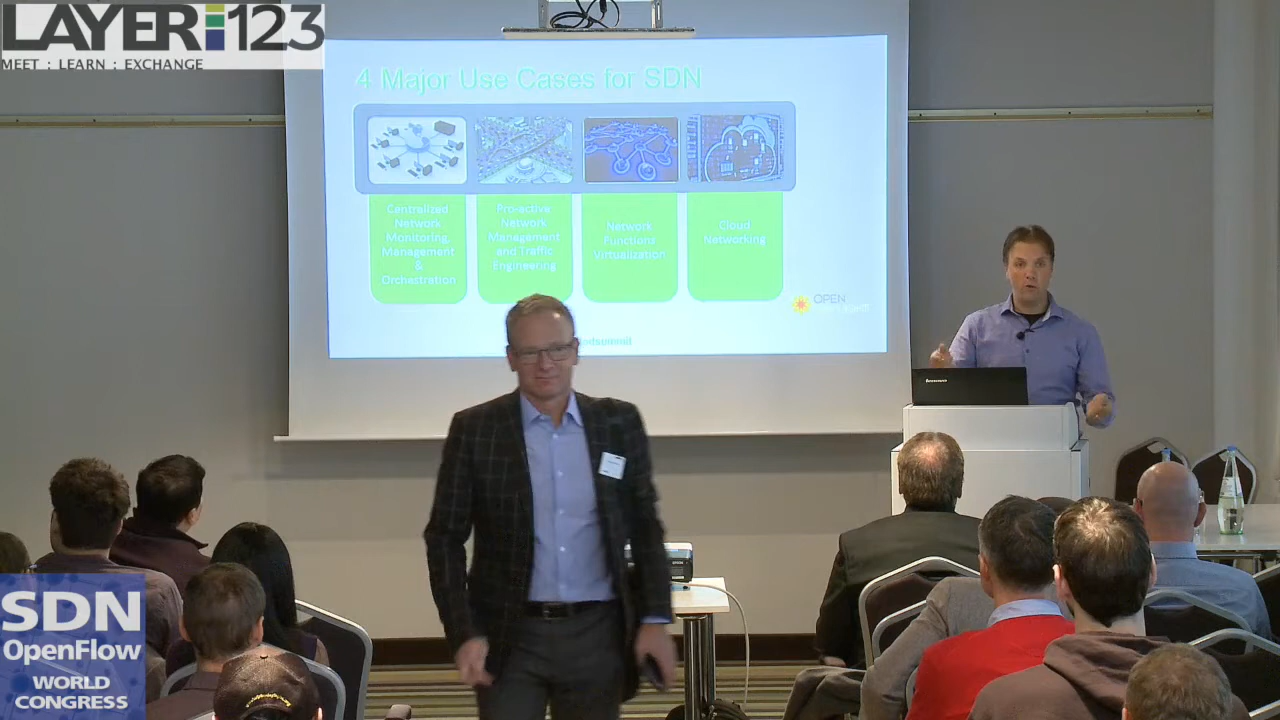 LAYER123
MEET : LEARN : EXCHANGE
4 Major Use Cases for SDN
Centralized
Network
Monitoring,
Management
&
Orchastration
Pro-active
Network
Management
and Traffic
Engineering
Network
Functions
Virtualization
Cloud
Networking
OPEN
SDN
OpenFlow
WORLD
CONGRESS